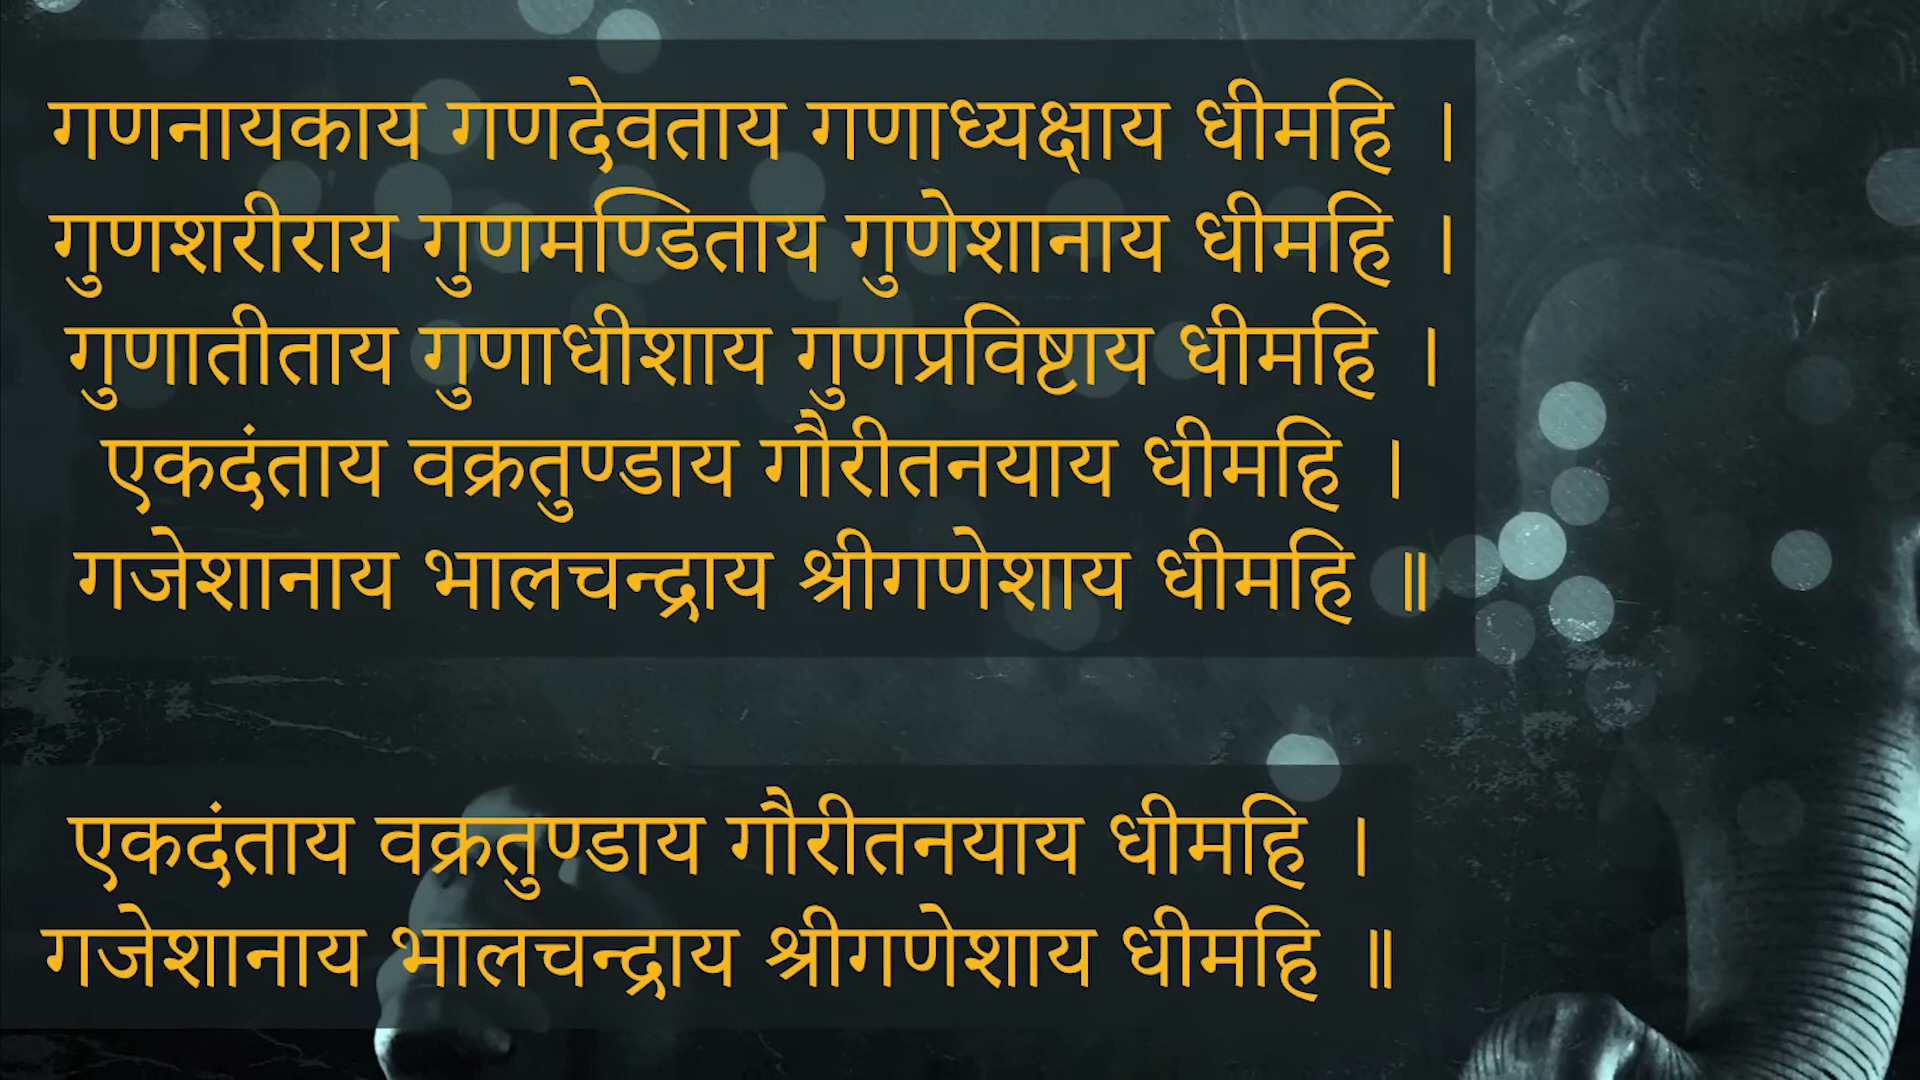 गणनायकाय गणदेवताय गणाध्यक्षाय धीमहि ।
गुणशरीराय गुणमण्डिताय गुणेशानाय धीमहि ।
गुणातीताय गुणाधीशाय गुणप्रविष्टाय धीमहि ।
एकदंताय वक्रतुण्डाय गौरीतनयाय धीमहि ।
गजेशानाय भालचन्द्राय श्रीगणेशाय धीमहि ॥
एकदंताय वक्रतुण्डाय गौरीतनयाय धीमहि ।
गजेशानाय भालचन्द्राय श्रीगणेशाय धीमहि ॥